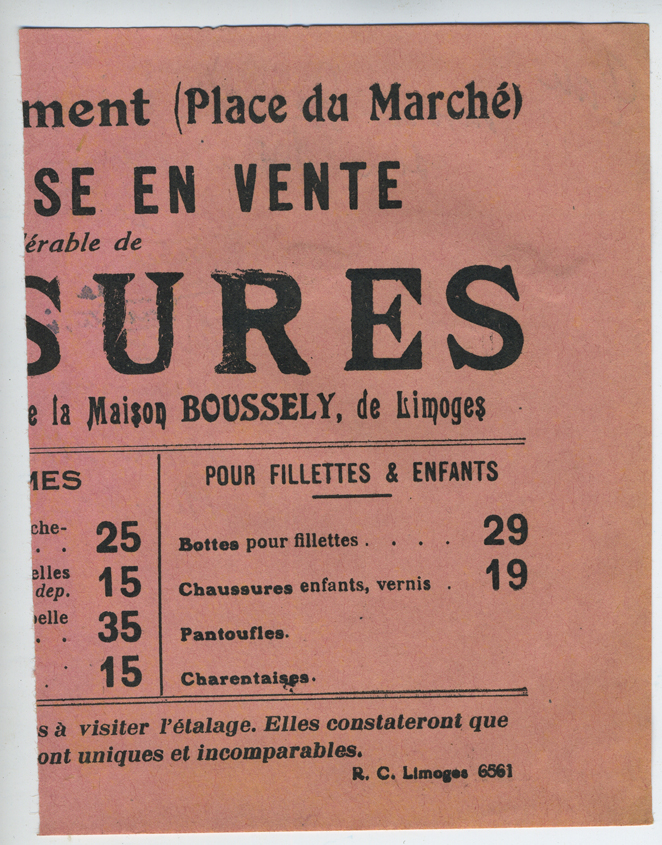 ment (Place du Marché)
SE EN VENTE
érable de
SURES
e la Maison BOUSSELY, de Limoges
MES
che-
. . 25
elles
dep. 15
elle
. . 35
. 15
POUR FILLETTES & ENFANTS
Bottes pour fillettes . . . . 29
Chaussures enfants, vernis . 19
Pantoufles.
Charentaises.
s à visiter l'étalage. Elles constateront que
ont uniques et incomparables.
R. C. Limoges 6561